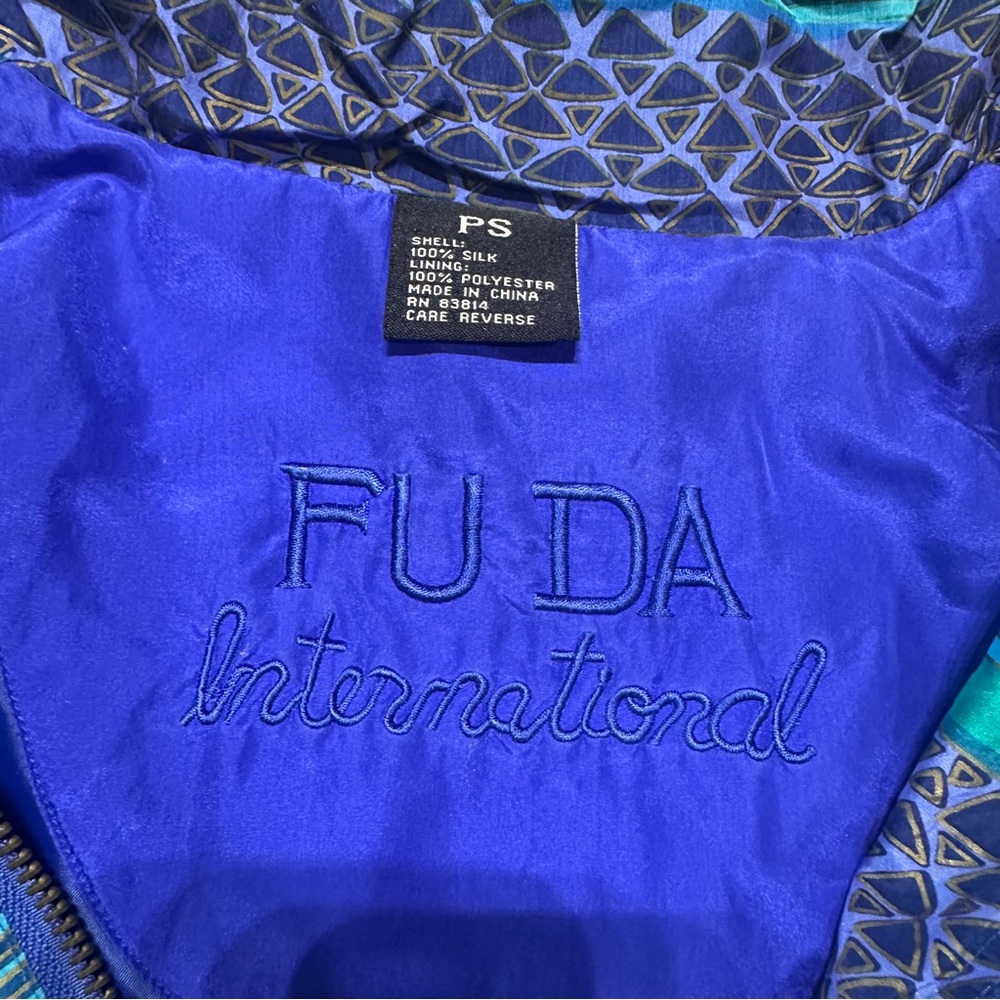 PS
SHELL:
100% SILK
LINING:
100% POLYESTER
MADE IN CHINA
RN 83814
CARE REVERSE
FU DA
International